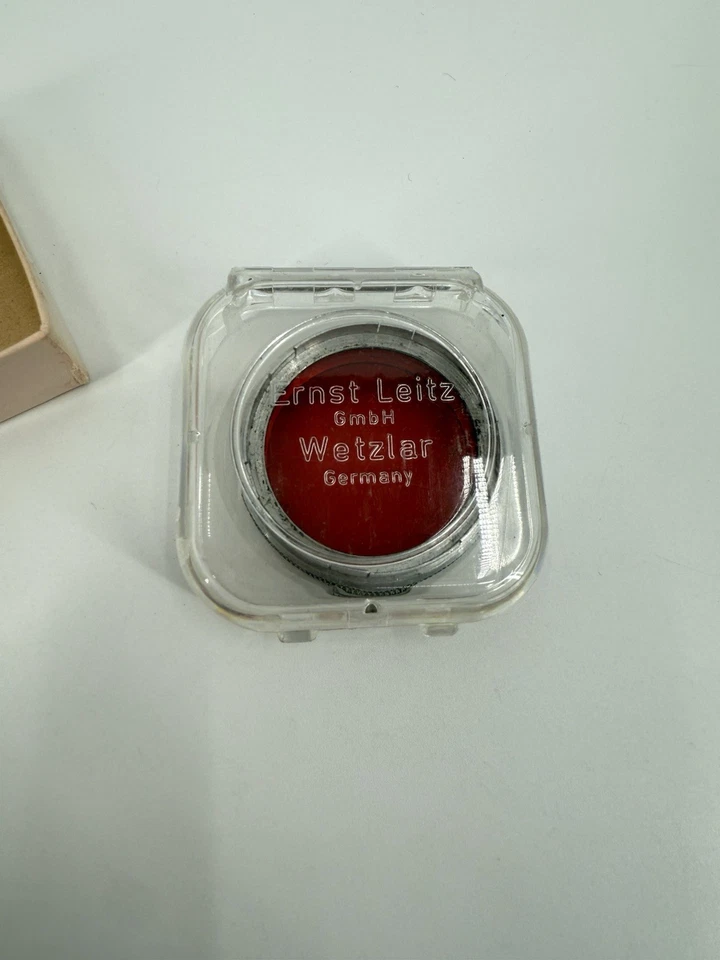 Ernst Leitz
GmbH
Wetzlar
Germany